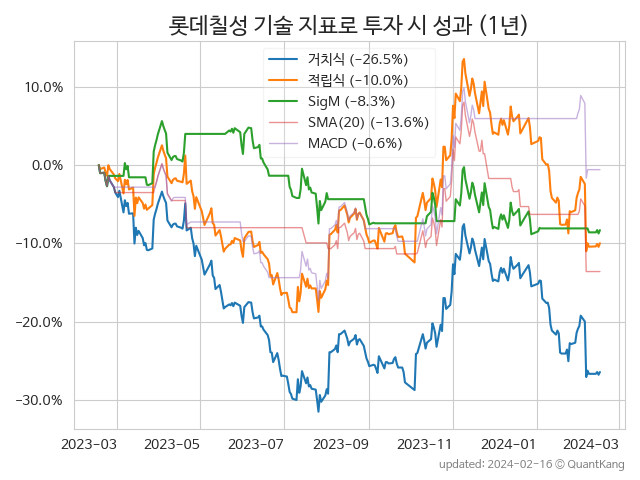 롯데칠성 기술 지표로 투자 시 성과 (1년)
거치식 (−26.5%)
적립식 (−10.0%)
SigM (−8.3%)
SMA(20) (−13.6%)
MACD (−0.6%)
10.0%
0.0%
−10.0%
−20.0%
−30.0%
2023-03 2023-05 2023-07 2023-09 2023-11 2024-01 2024-03
updated: 2024-02-16 © QuantKang